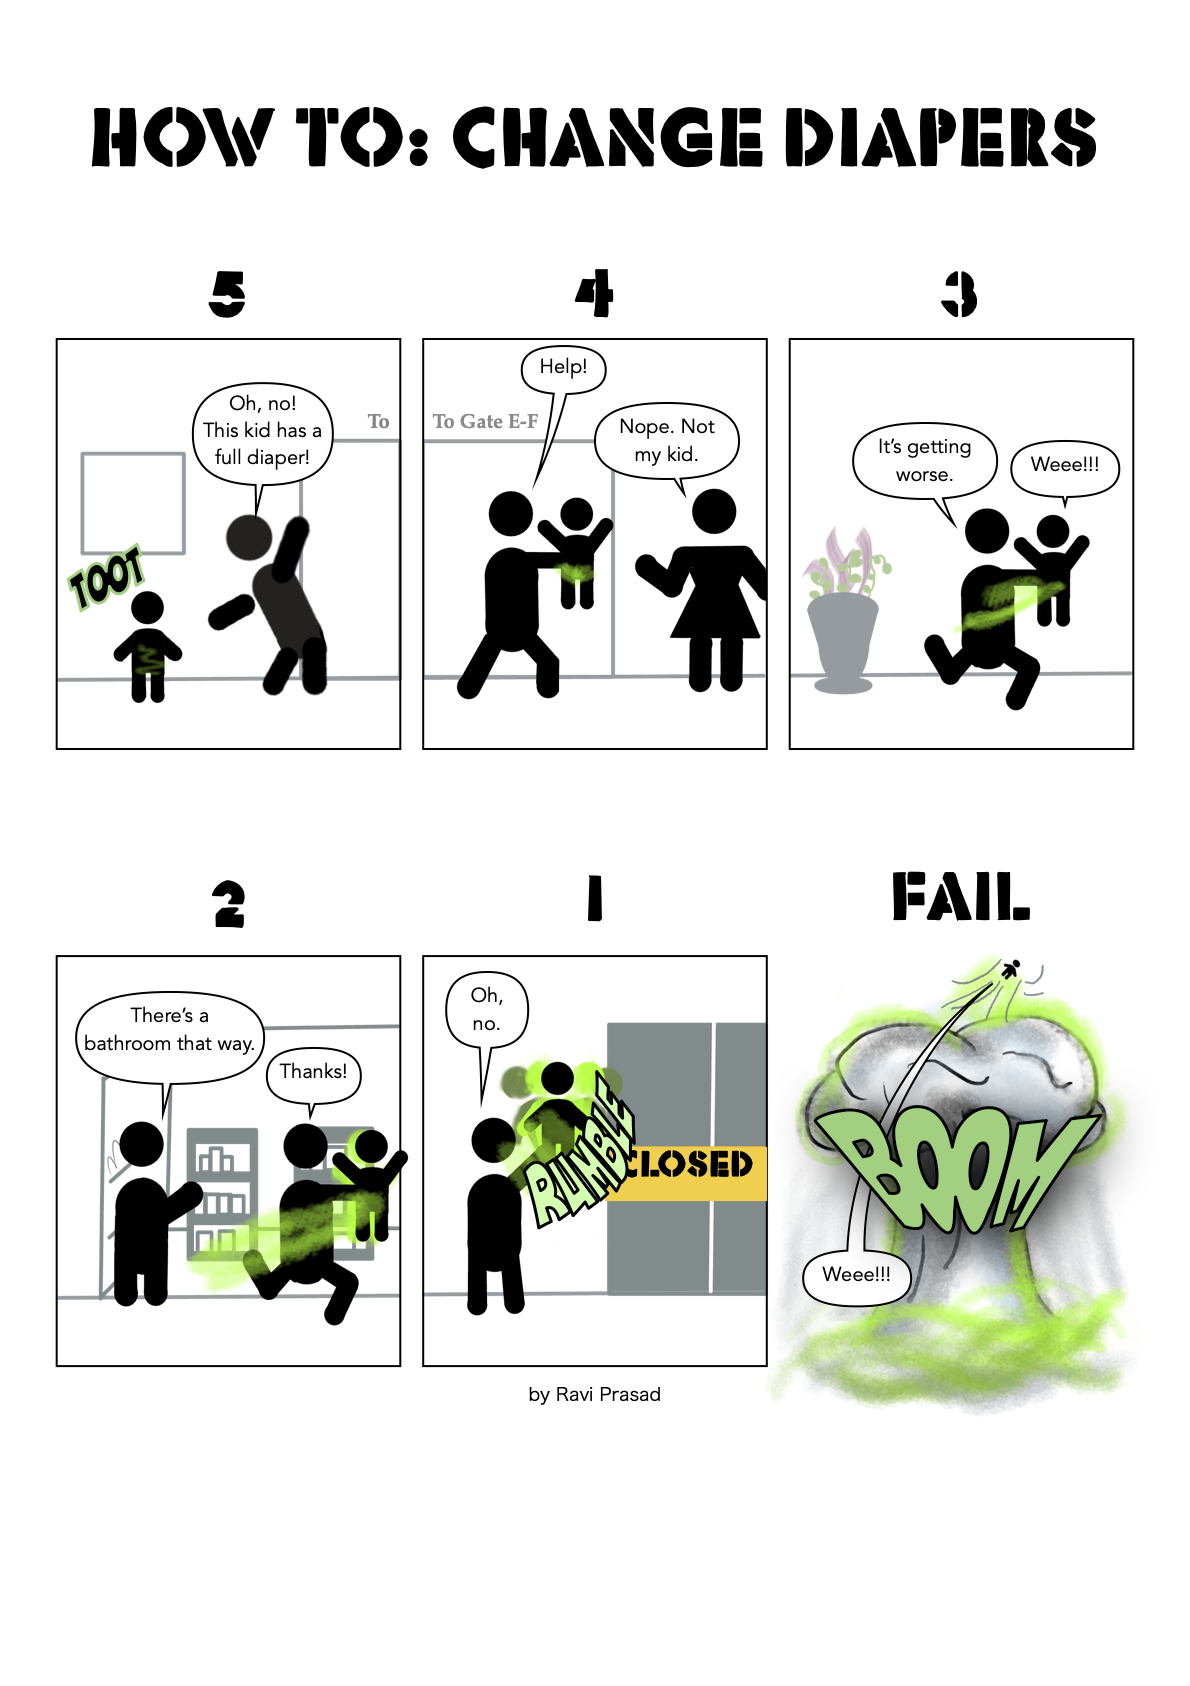 HOW TO: CHANGE DIAPERS
5
4
3
Oh, no!
This kid has a
full diaper!
To
TOOT
Help!
To Gate E-F
Nope. Not
my kid.
It's getting
worse.
Weee!!!
2
1
FAIL
There's a
bathroom that way.
Thanks!
Oh,
no.
RUMBLE
CLOSED
BOOM
Weee!!!
by Ravi Prasad